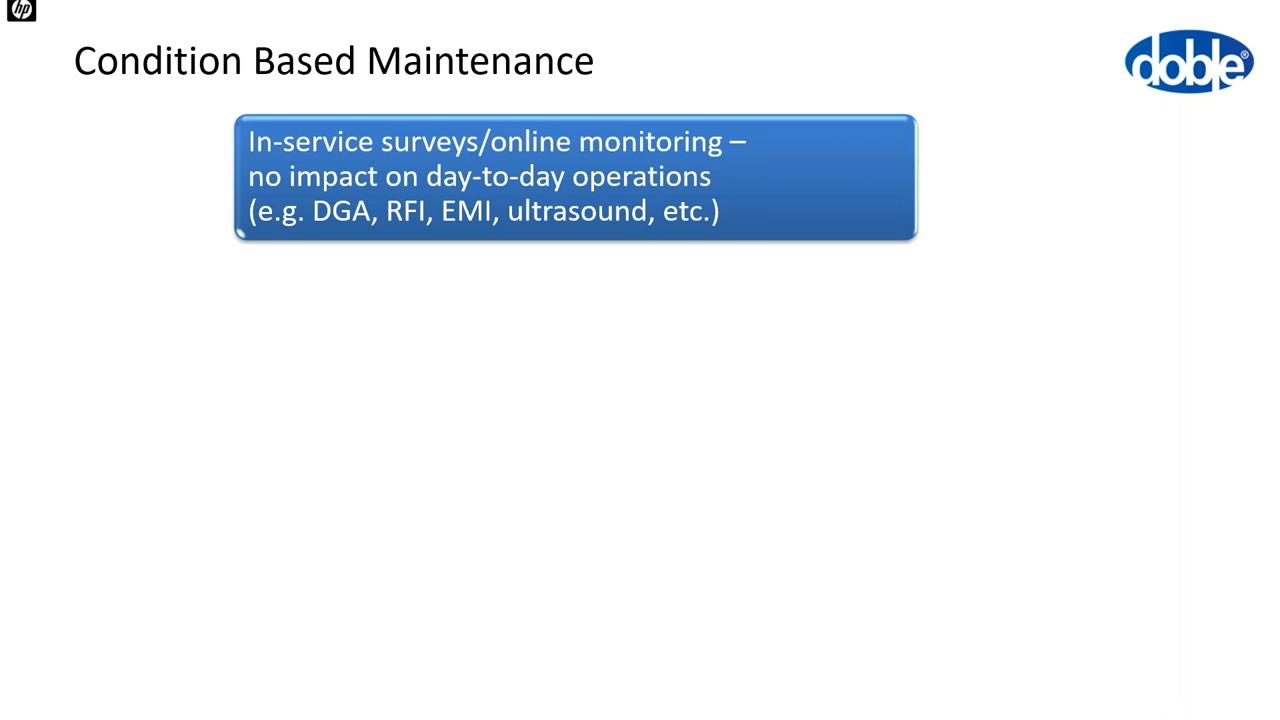 hp
Condition Based Maintenance
doble®
In-service surveys/online monitoring –
no impact on day-to-day operations
(e.g. DGA, RFI, EMI, ultrasound, etc.)